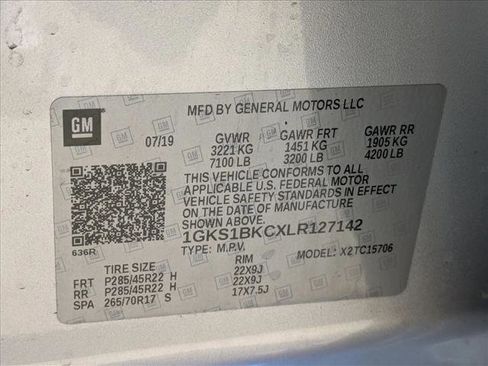 GM
MFD BY GENERAL MOTORS LLC
07/19 GVWR GAWR FRT GAWR RR
3221 KG 1451 KG 1905 KG
7100 LB 3200 LB 4200 LB
THIS VEHICLE CONFORMS TO ALL
APPLICABLE U.S. FEDERAL MOTOR
VEHICLE SAFETY STANDARDS IN EFFECT
ON THE DATE OF MANUFACTURE
SHOWN ABOVE.
1GKS1BKCXLR127142
636R TYPE: M.P.V. MODEL: X2TC15706
TIRE SIZE RIM
FRT P285/45R22 H 22X9J
RR P285/45R22 H 22X9J
SPA 265/70R17 S 17X7.5J